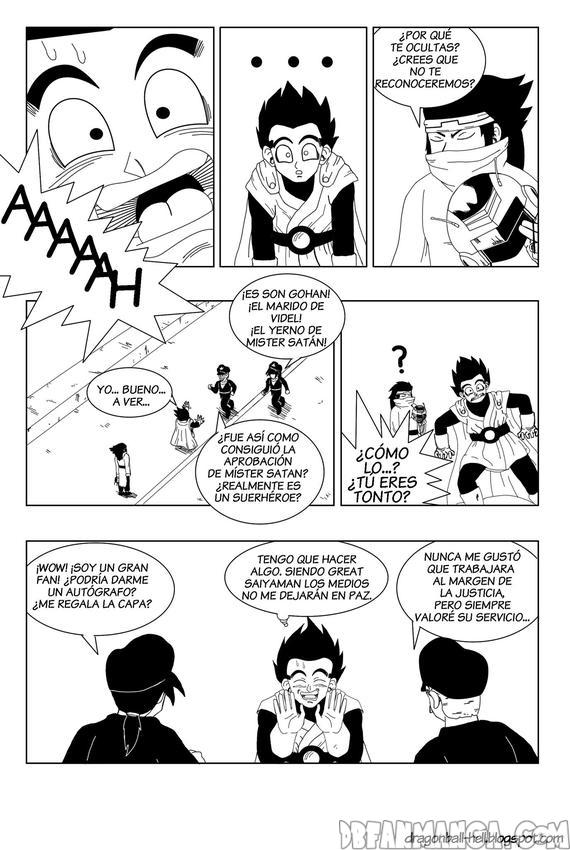 AAAAAH
...
¿POR QUÉ
TE OCULTAS?
¿CREES QUE
NO TE
RECONOCEREMOS?
¡ES SON GOHAN!
¡EL MARIDO DE
VIDEL!
¡EL YERNO DE
MISTER SATÁN!
YO... BUENO...
A VER...
¿FUE ASÍ COMO
CONSIGUIÓ LA
APROBACIÓN
DE MÍSTER SATAN?
¿REALMENTE ES
UN SUERHÉROE?
?
¿CÓMO
LO...?
¿TÚ ERES
TONTO?
¡WOW! ¡SOY UN GRAN
FAN! ¿PODRÍA DARME
UN AUTÓGRAFO?
¿ME REGALA LA CAPA?
TENGO QUE HACER
ALGO. SIENDO GREAT
SAIYAMAN LOS MEDIOS
NO ME DEJARÁN EN PAZ.
NUNCA ME GUSTÓ
QUE TRABAJARA
AL MARGEN DE
LA JUSTICIA,
PERO SIEMPRE
VALORÉ SU SERVICIO...
DBFANMANGA.COM
dragonball-hell.blogspot.com